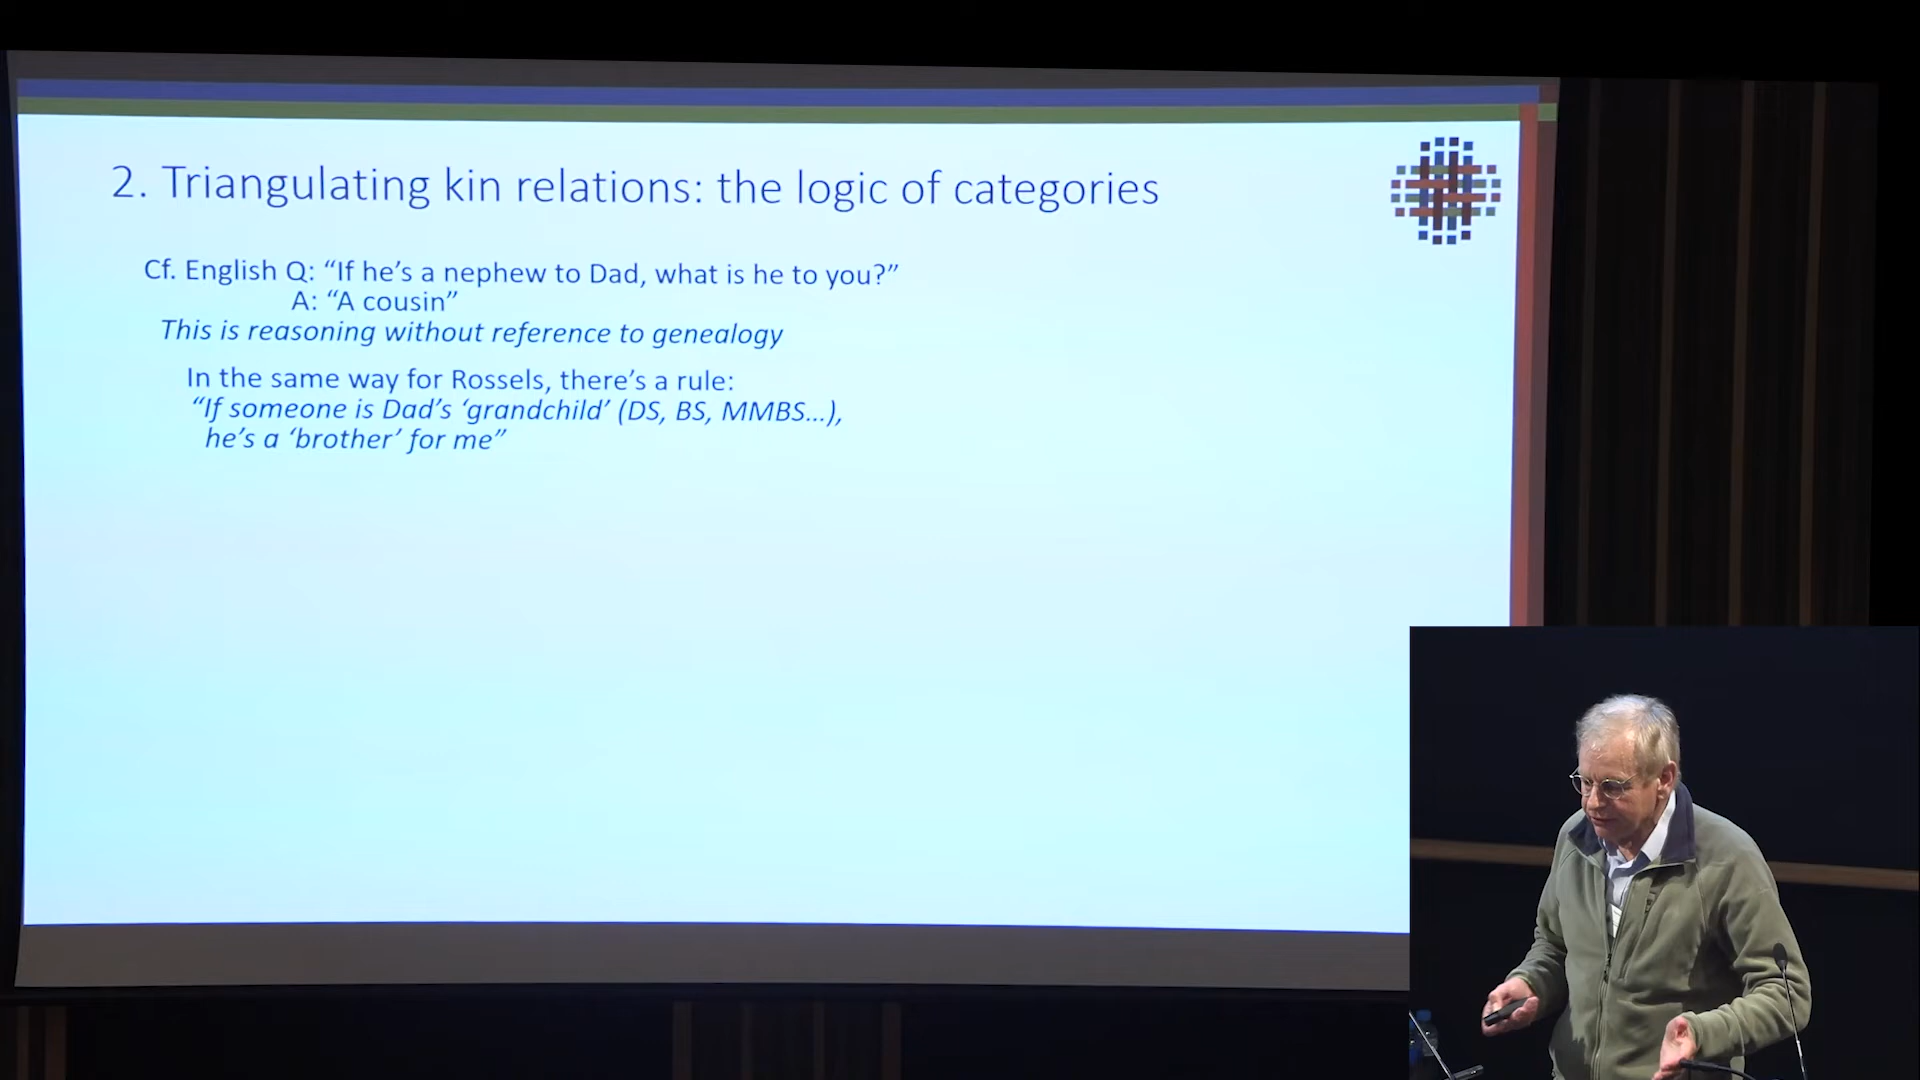 2. Triangulating kin relations: the logic of categories
Cf. English Q: “If he’s a nephew to Dad, what is he to you?”
A: “A cousin”
This is reasoning without reference to genealogy
In the same way for Rossels, there’s a rule:
“If someone is Dad’s ‘grandchild’ (DS, BS, MMBS...),
he’s a ‘brother’ for me”